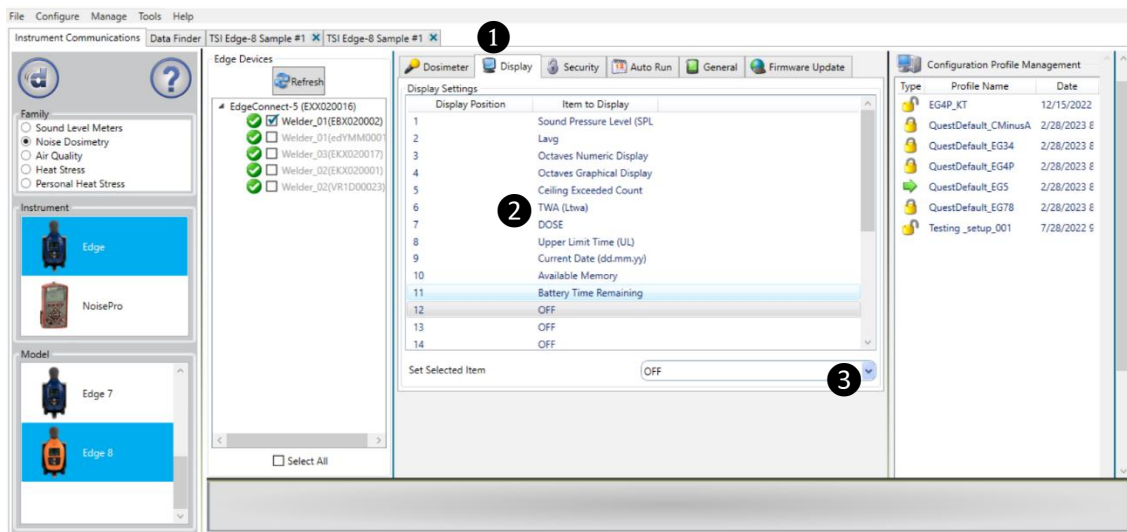 File Configure Manage Tools Help
Instrument Communications Data Finder TSI Edge-8 Sample #1 TSI Edge-8 Sample #1
1
Family
Sound Level Meters
Noise Dosimetry
Air Quality
Heat Stress
Personal Heat Stress
Instrument
Edge
NoisePro
Model
Edge 7
Edge 8
Edge Devices
Refresh
EdgeConnect-5 (EXX020016)
Welder_01(EBX020002)
Welder_01(edYMM0001
Welder_03(EKX020017)
Welder_02(EKX020001)
Welder_02(VR1D00023)
Select All
Dosimeter Display Security Auto Run General Firmware Update
Display Settings
Display Position Item to Display
1 Sound Pressure Level (SPL
2 Lavg
3 Octaves Numeric Display
4 Octaves Graphical Display
5 Ceiling Exceeded Count
6 TWA (Ltwa)
2
7 DOSE
8 Upper Limit Time (UL)
9 Current Date (dd.mm.yy)
10 Available Memory
11 Battery Time Remaining
12 OFF
13 OFF
14 OFF
Set Selected Item OFF
3
Configuration Profile Management
Type Profile Name Date
EG4P_KT 12/15/2022
QuestDefault_CMinusA 2/28/2023 8
QuestDefault_EG34 2/28/2023 8
QuestDefault_EG4P 2/28/2023 8
QuestDefault_EG5 2/28/2023 8
QuestDefault_EG78 2/28/2023 8
Testing _setup_001 7/28/2022 9